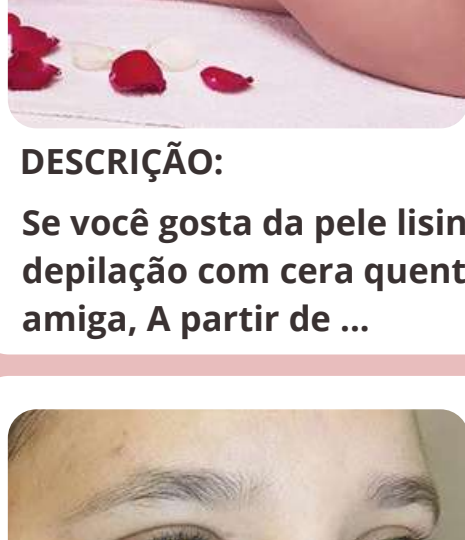 DESCRIÇÃO:
Se você gosta da pele lisin
depilação com cera quent
amiga, A partir de ...